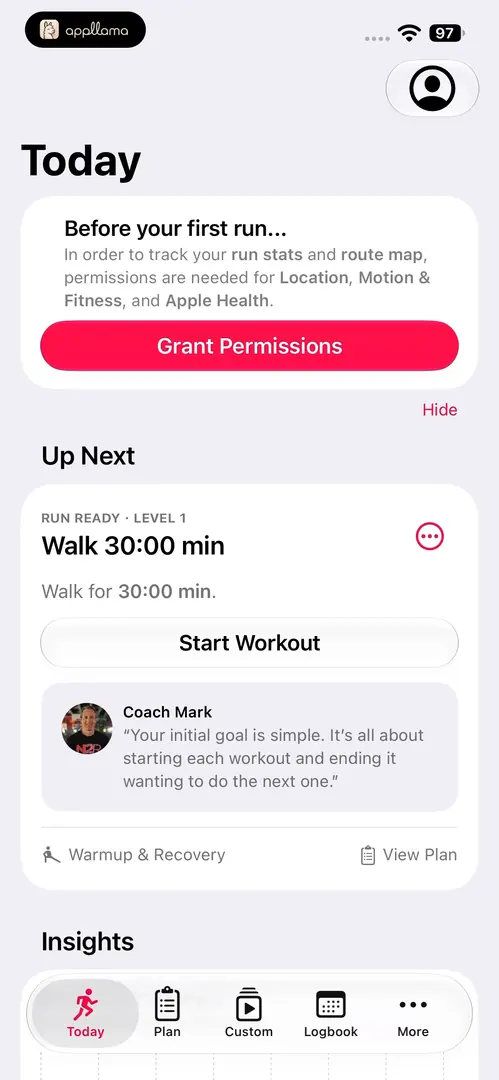 appllama
97
Today
Before your first run...
In order to track your run stats and route map,
permissions are needed for Location, Motion &
Fitness, and Apple Health.
Grant Permissions
Hide
Up Next
RUN READY · LEVEL 1
Walk 30:00 min
Walk for 30:00 min.
Start Workout
Coach Mark
“Your initial goal is simple. It’s all about
starting each workout and ending it
wanting to do the next one.”
Warmup & Recovery
View Plan
Insights
Today
Plan
Custom
Logbook
More